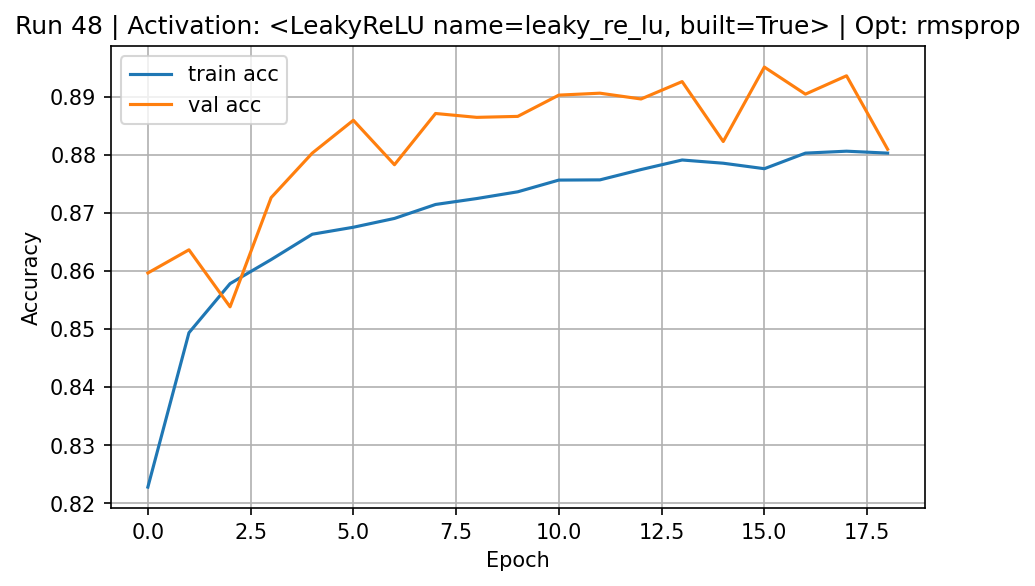 Run 48 | Activation: <LeakyReLU name=leaky_re_lu, built=True> | Opt: rmsprop
train acc
val acc
Accuracy
0.89
0.88
0.87
0.86
0.85
0.84
0.83
0.82
0.0 2.5 5.0 7.5 10.0 12.5 15.0 17.5
Epoch